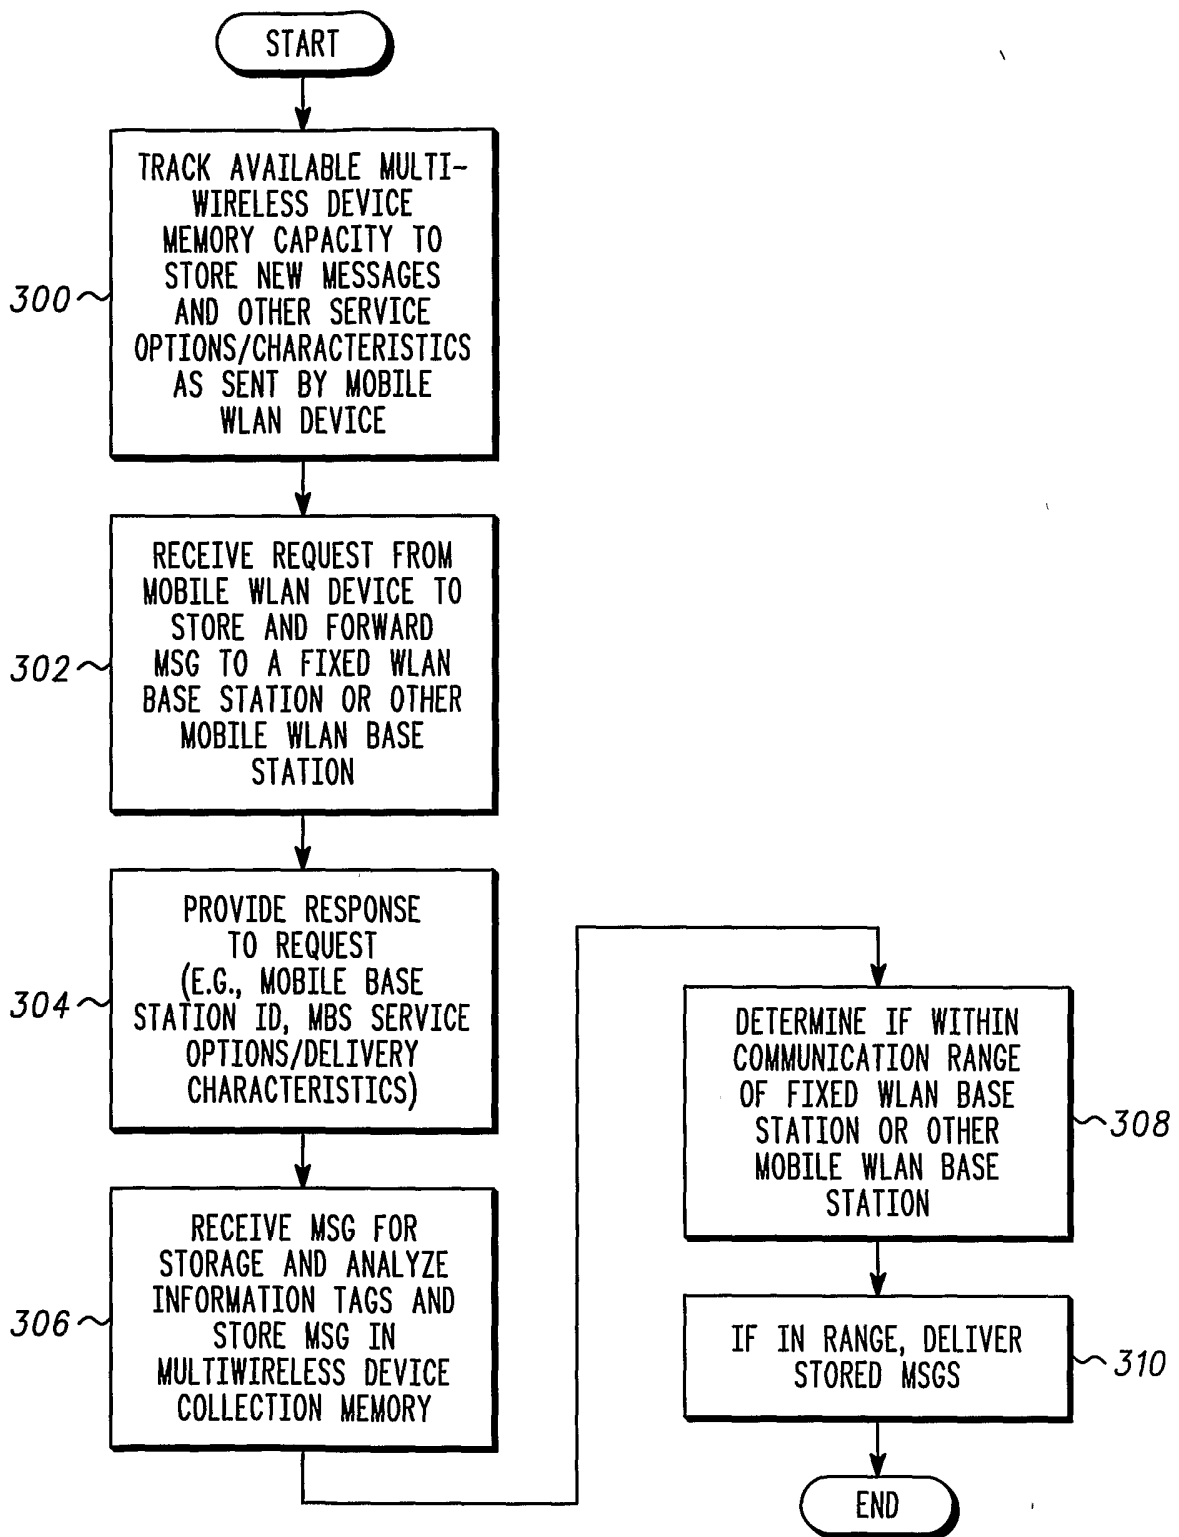 START
TRACK AVAILABLE MULTI-
WIRELESS DEVICE
MEMORY CAPACITY TO
STORE NEW MESSAGES
AND OTHER SERVICE
OPTIONS/CHARACTERISTICS
AS SENT BY MOBILE
WLAN DEVICE
300
RECEIVE REQUEST FROM
MOBILE WLAN DEVICE TO
STORE AND FORWARD
MSG TO A FIXED WLAN
BASE STATION OR OTHER
MOBILE WLAN BASE
STATION
302
PROVIDE RESPONSE
TO REQUEST
(E.G., MOBILE BASE
STATION ID, MBS SERVICE
OPTIONS/DELIVERY
CHARACTERISTICS)
304
RECEIVE MSG FOR
STORAGE AND ANALYZE
INFORMATION TAGS AND
STORE MSG IN
MULTIWIRELESS DEVICE
COLLECTION MEMORY
306
DETERMINE IF WITHIN
COMMUNICATION RANGE
OF FIXED WLAN BASE
STATION OR OTHER
MOBILE WLAN BASE
STATION
308
IF IN RANGE, DELIVER
STORED MSGS
310
END